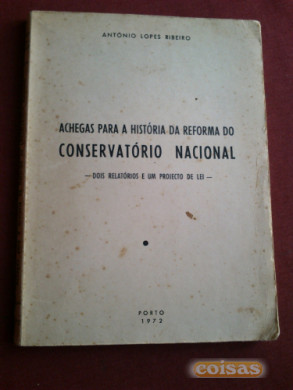 ANTÓNIO LOPES RIBEIRO
ACHEGAS PARA A HISTÓRIA DA REFORMA DO
CONSERVATÓRIO NACIONAL
— DOIS RELATÓRIOS E UM PROJECTO DE LEI —
PORTO
1972
coisas